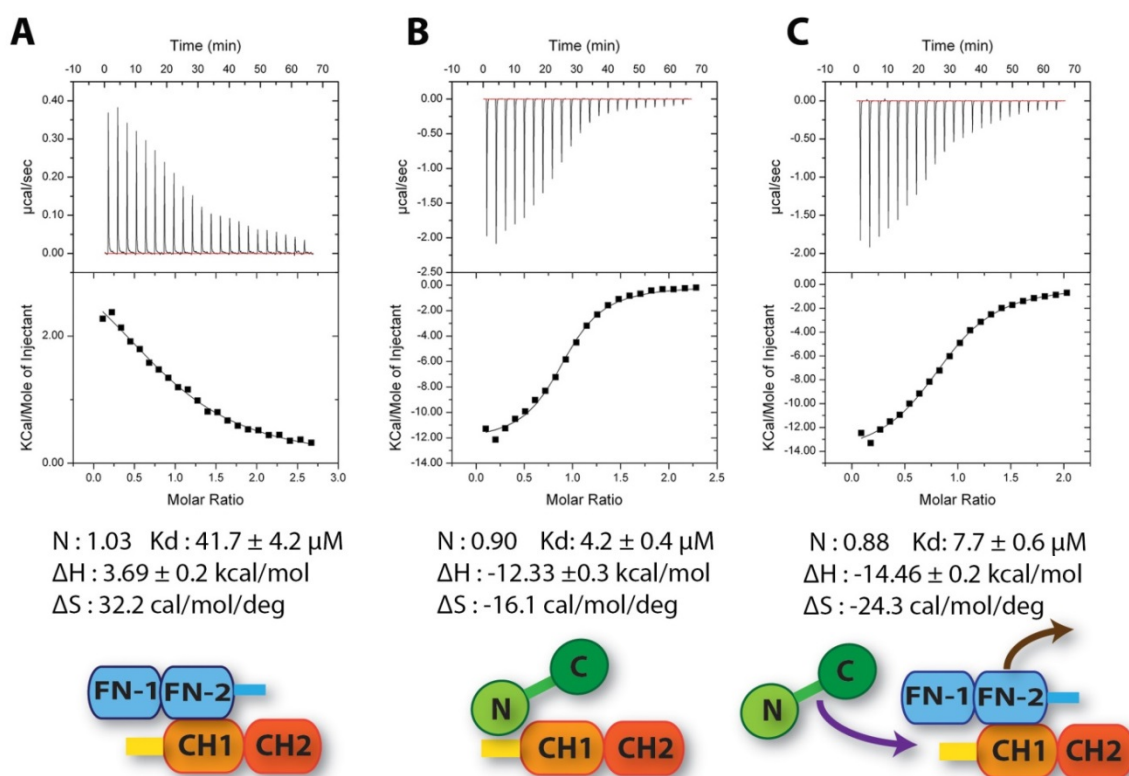 A
Time (min)
-10 0 10 20 30 40 50 60 70
0.40
0.30
0.20
0.10
0.00
µcal/sec
2.00
0.00
KCal/Mole of Injectant
0.0 0.5 1.0 1.5 2.0 2.5 3.0
Molar Ratio
N : 1.03 Kd : 41.7 ± 4.2 µM
ΔH : 3.69 ± 0.2 kcal/mol
ΔS : 32.2 cal/mol/deg
FN-1 FN-2
CH1 CH2
B
Time (min)
-10 0 10 20 30 40 50 60 70
0.00
-0.50
-1.00
-1.50
-2.00
-2.50
µcal/sec
0.00
-2.00
-4.00
-6.00
-8.00
-10.00
-12.00
-14.00
KCal/Mole of Injectant
0.0 0.5 1.0 1.5 2.0 2.5
Molar Ratio
N : 0.90 Kd: 4.2 ± 0.4 µM
ΔH : -12.33 ±0.3 kcal/mol
ΔS : -16.1 cal/mol/deg
C
N
CH1 CH2
C
Time (min)
-10 0 10 20 30 40 50 60 70
0.00
-0.50
-1.00
-1.50
-2.00
µcal/sec
0.00
-2.00
-4.00
-6.00
-8.00
-10.00
-12.00
-14.00
KCal/Mole of Injectant
0.0 0.5 1.0 1.5 2.0
Molar Ratio
N : 0.88 Kd: 7.7 ± 0.6 µM
ΔH : -14.46 ± 0.2 kcal/mol
ΔS : -24.3 cal/mol/deg
C
N
FN-1 FN-2
CH1 CH2